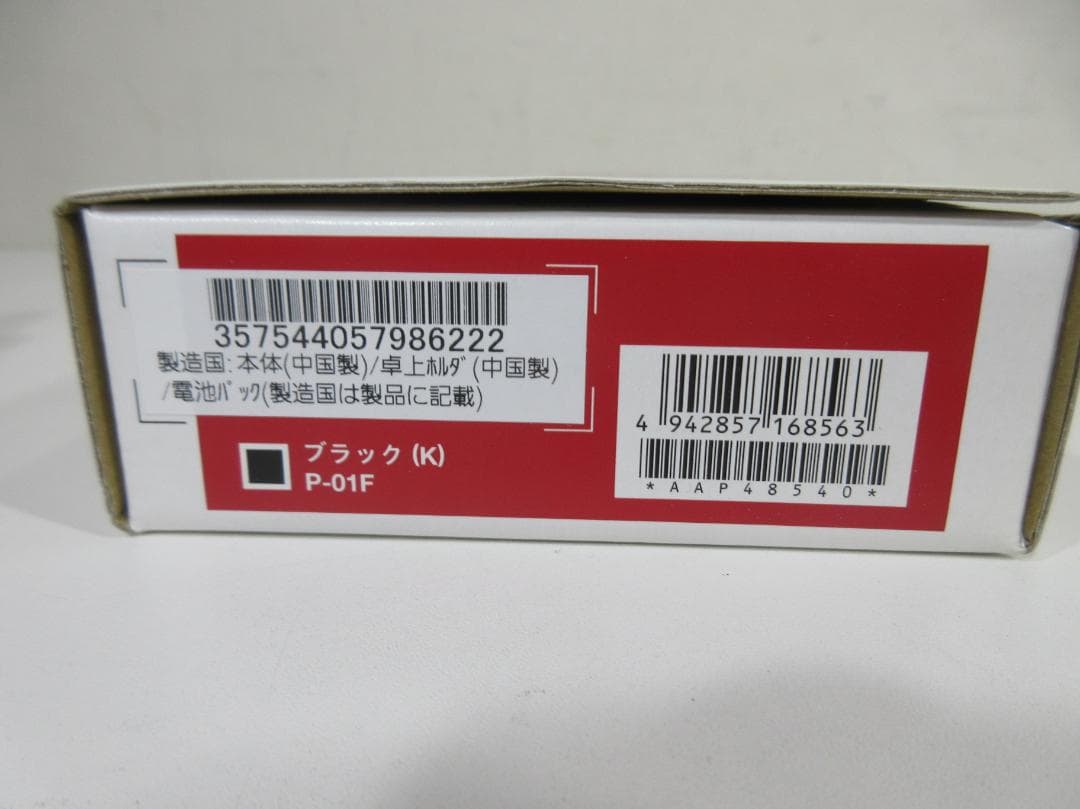 357544057986222
製造国:本体(中国製)/卓上ﾎﾙﾀﾞ(中国製)
/電池ﾊﾟｯｸ(製造国は製品に記載)
ブラック(K)
P-01F
4 942857 168563
*AAP48540*